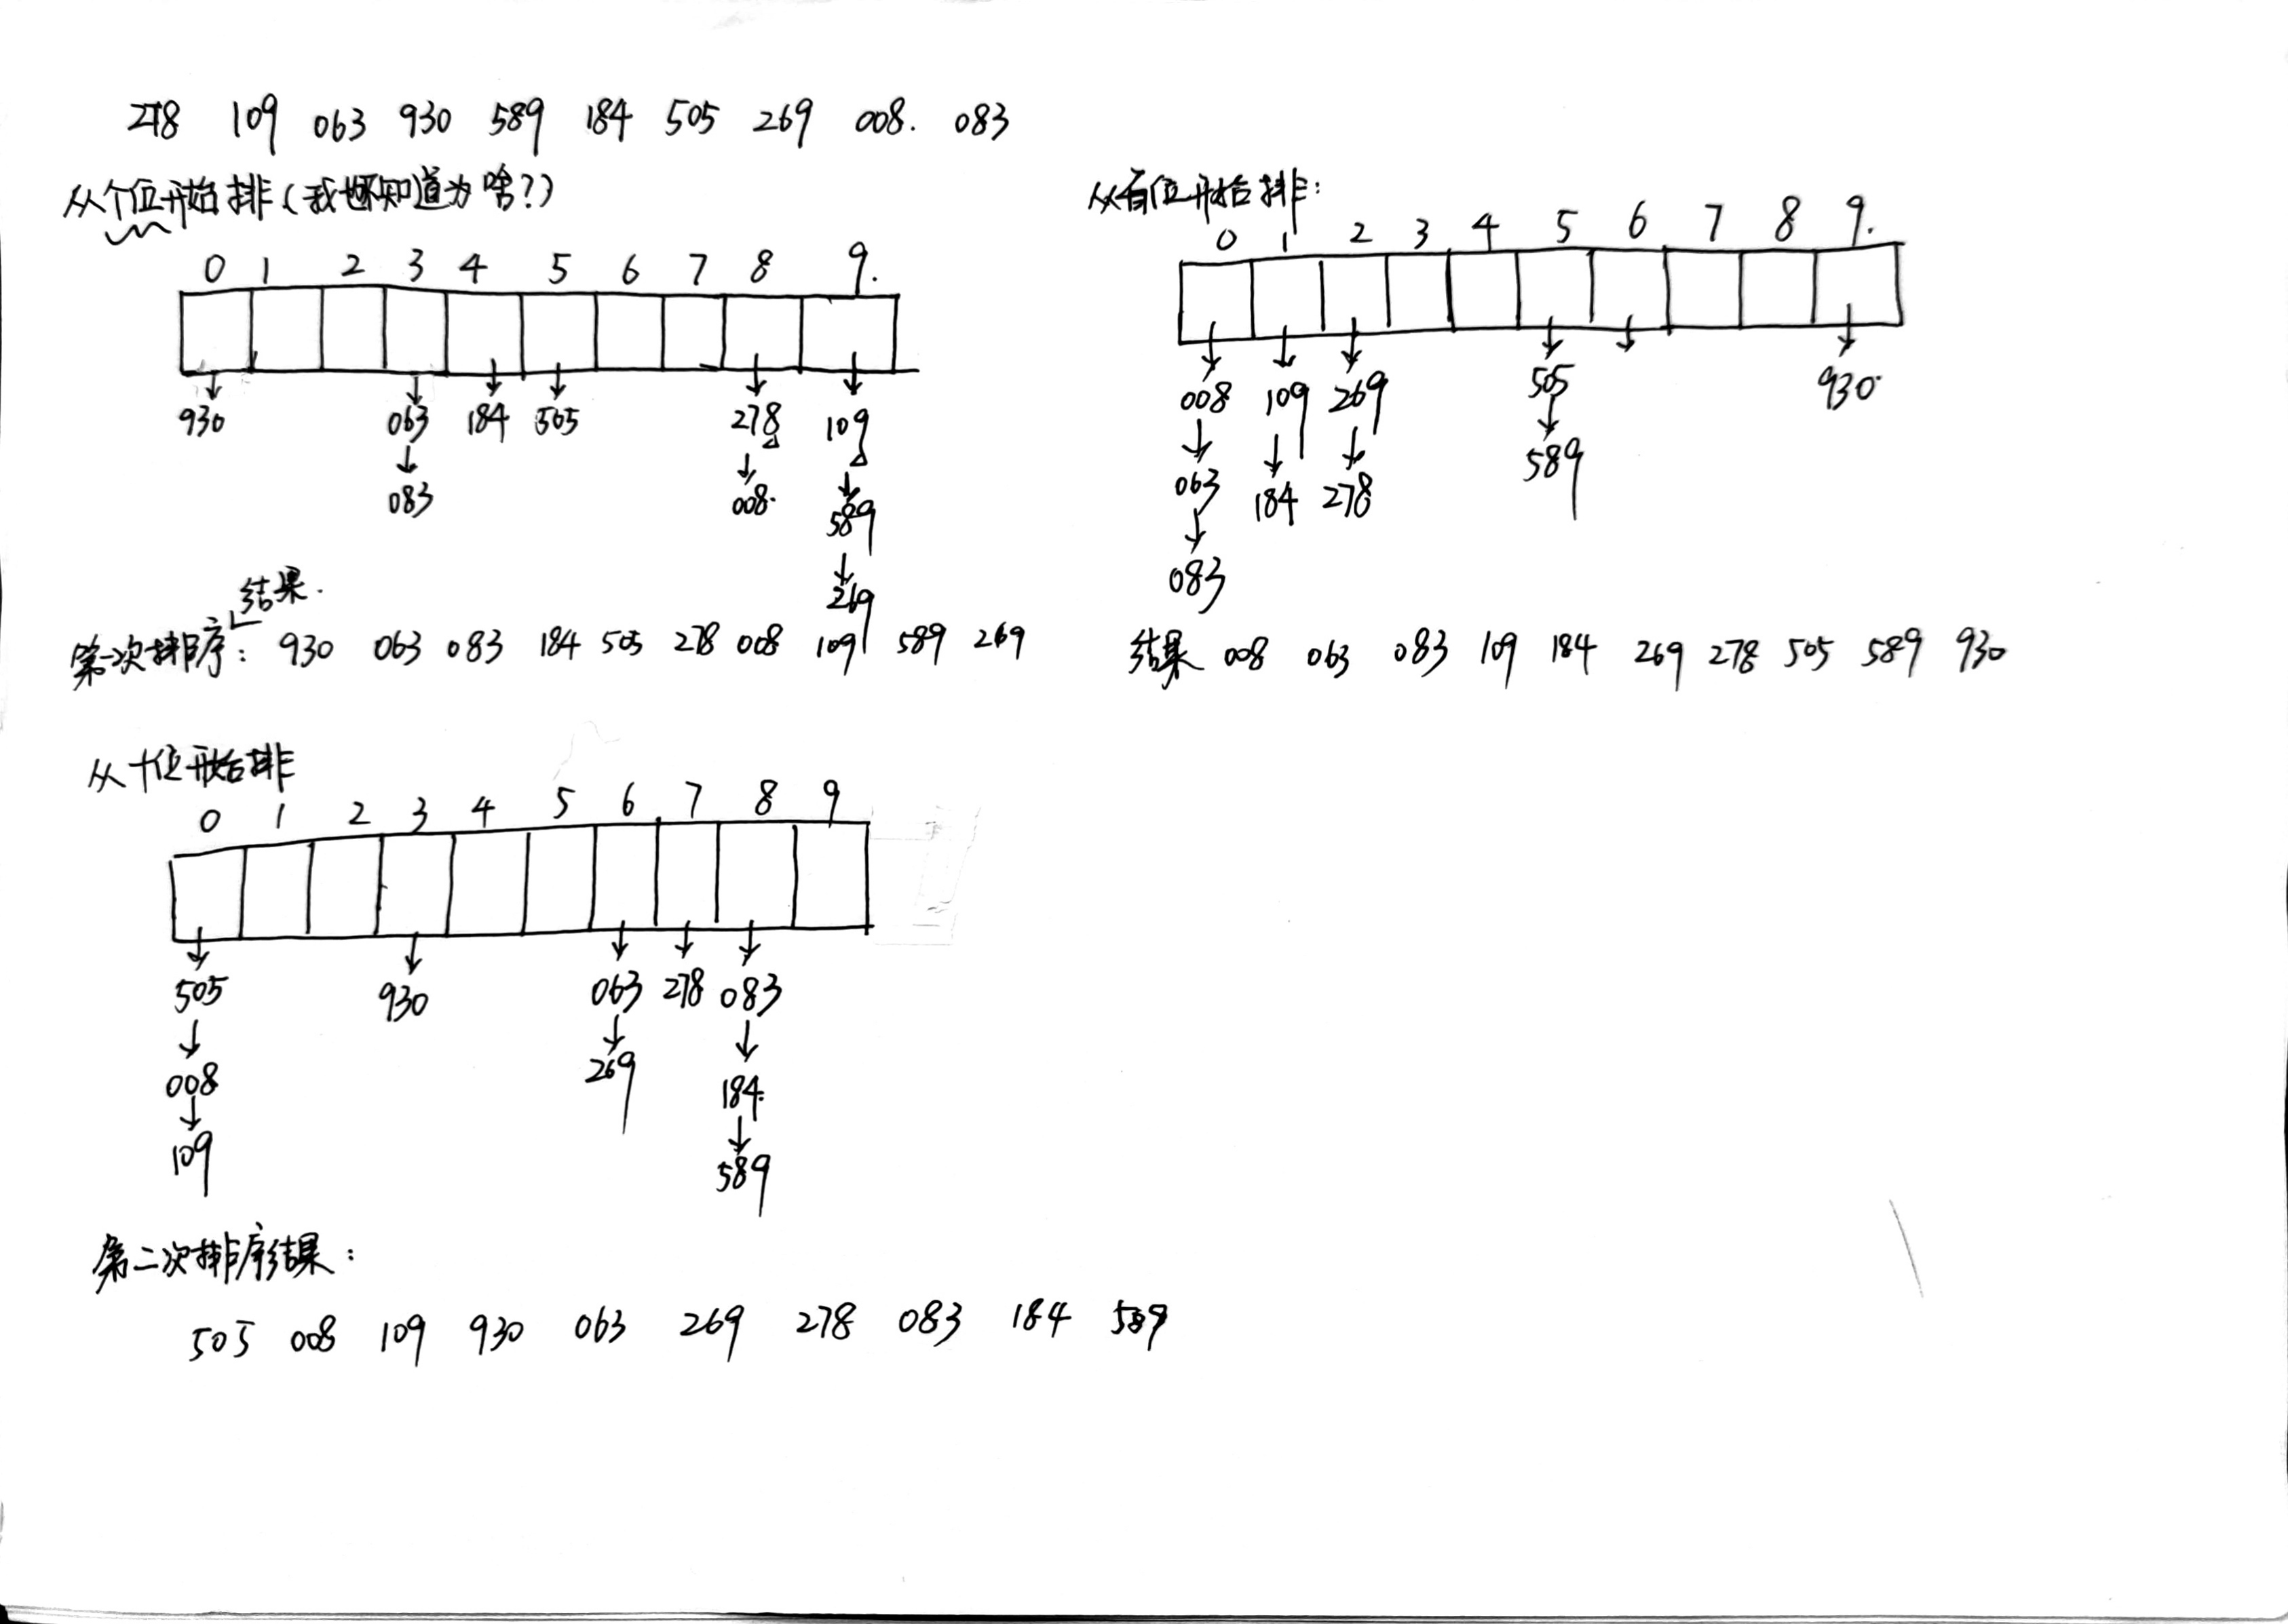 278 109 063 930 589 184 505 269 008. 083
从个位开始排(我也不知道为啥?)
0 1 2 3 4 5 6 7 8 9.
930 063 184 505 278 109
083 008. 589
269
结果.
第一次排序: 930 063 083 184 505 278 008 109 589 269
从十位开始排
0 1 2 3 4 5 6 7 8 9
505 930 063 278 083
008 269 184.
109 589
第二次排序结果:
505 008 109 930 063 269 278 083 184 589
从百位开始排:
0 1 2 3 4 5 6 7 8 9.
008 109 269 505 930.
063 184 278 589
083
结果 008 063 083 109 184 269 278 505 589 930